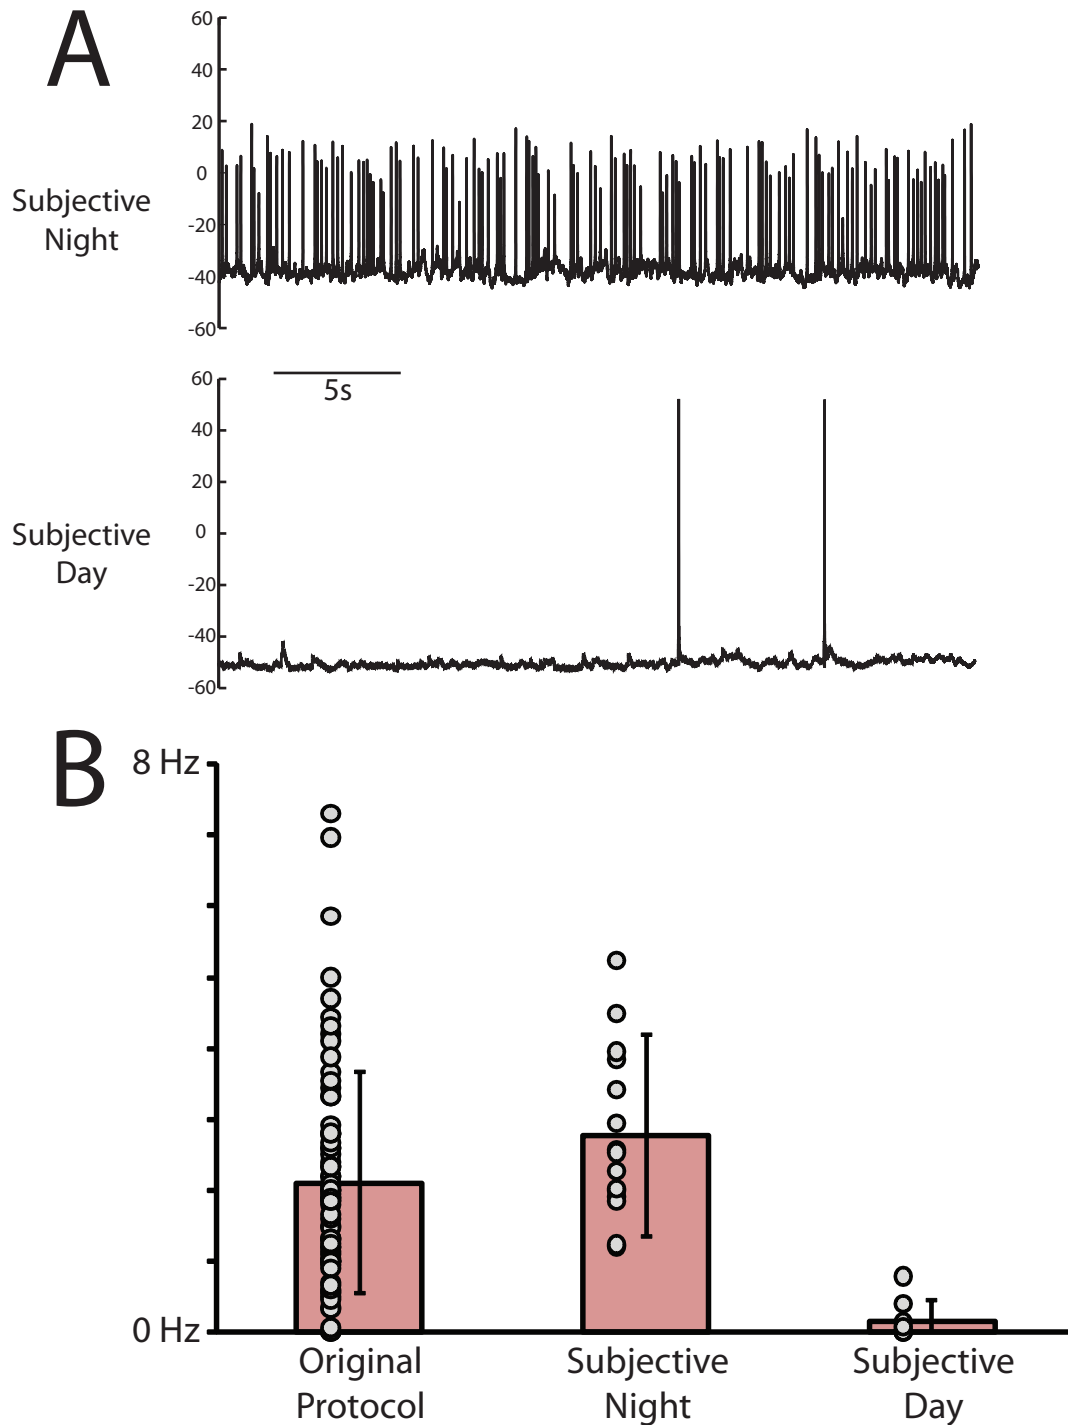 A
60
40
20
0
-20
-40
-60
Subjective
Night
5s
60
40
20
0
-20
-40
-60
Subjective
Day
B
8 Hz
0 Hz
Original
Protocol
Subjective
Night
Subjective
Day